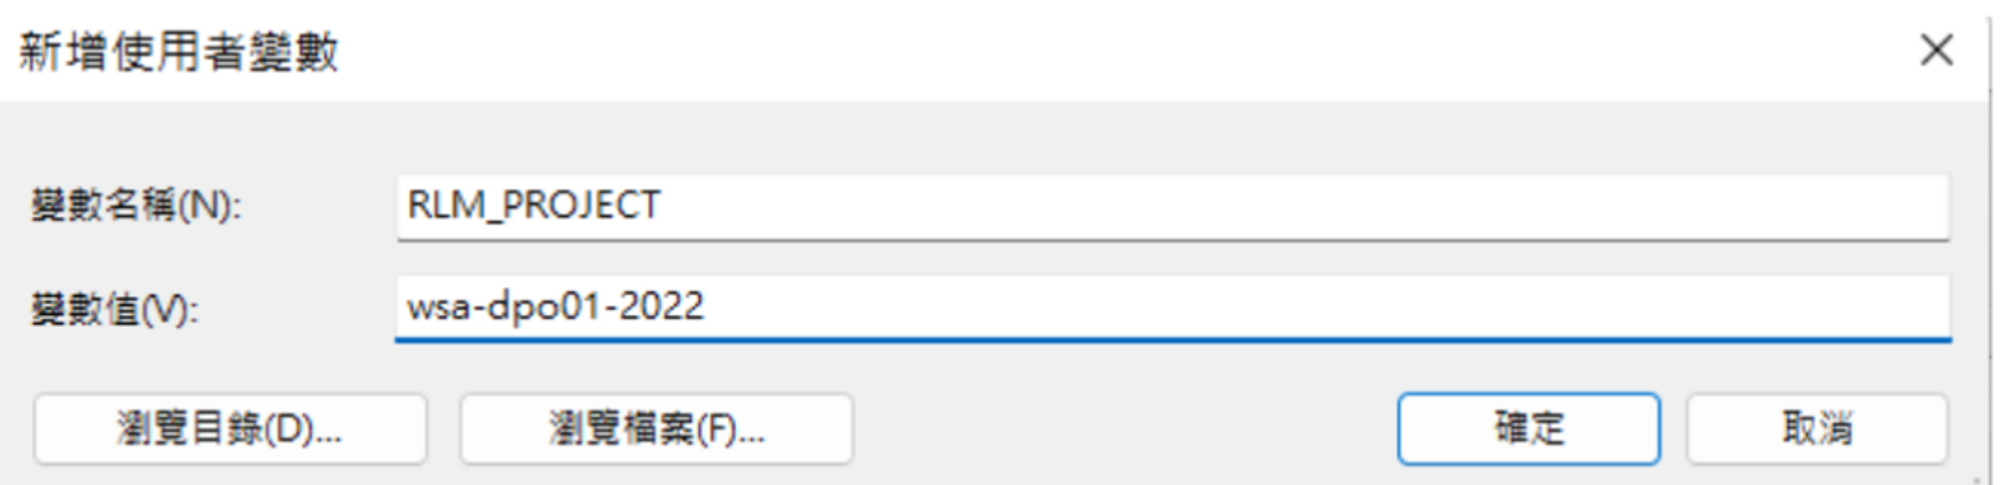 新增使用者變數
變數名稱(N): RLM_PROJECT
變數值(V): wsa-dpo01-2022
瀏覽目錄(D)... 瀏覽檔案(F)... 確定 取消